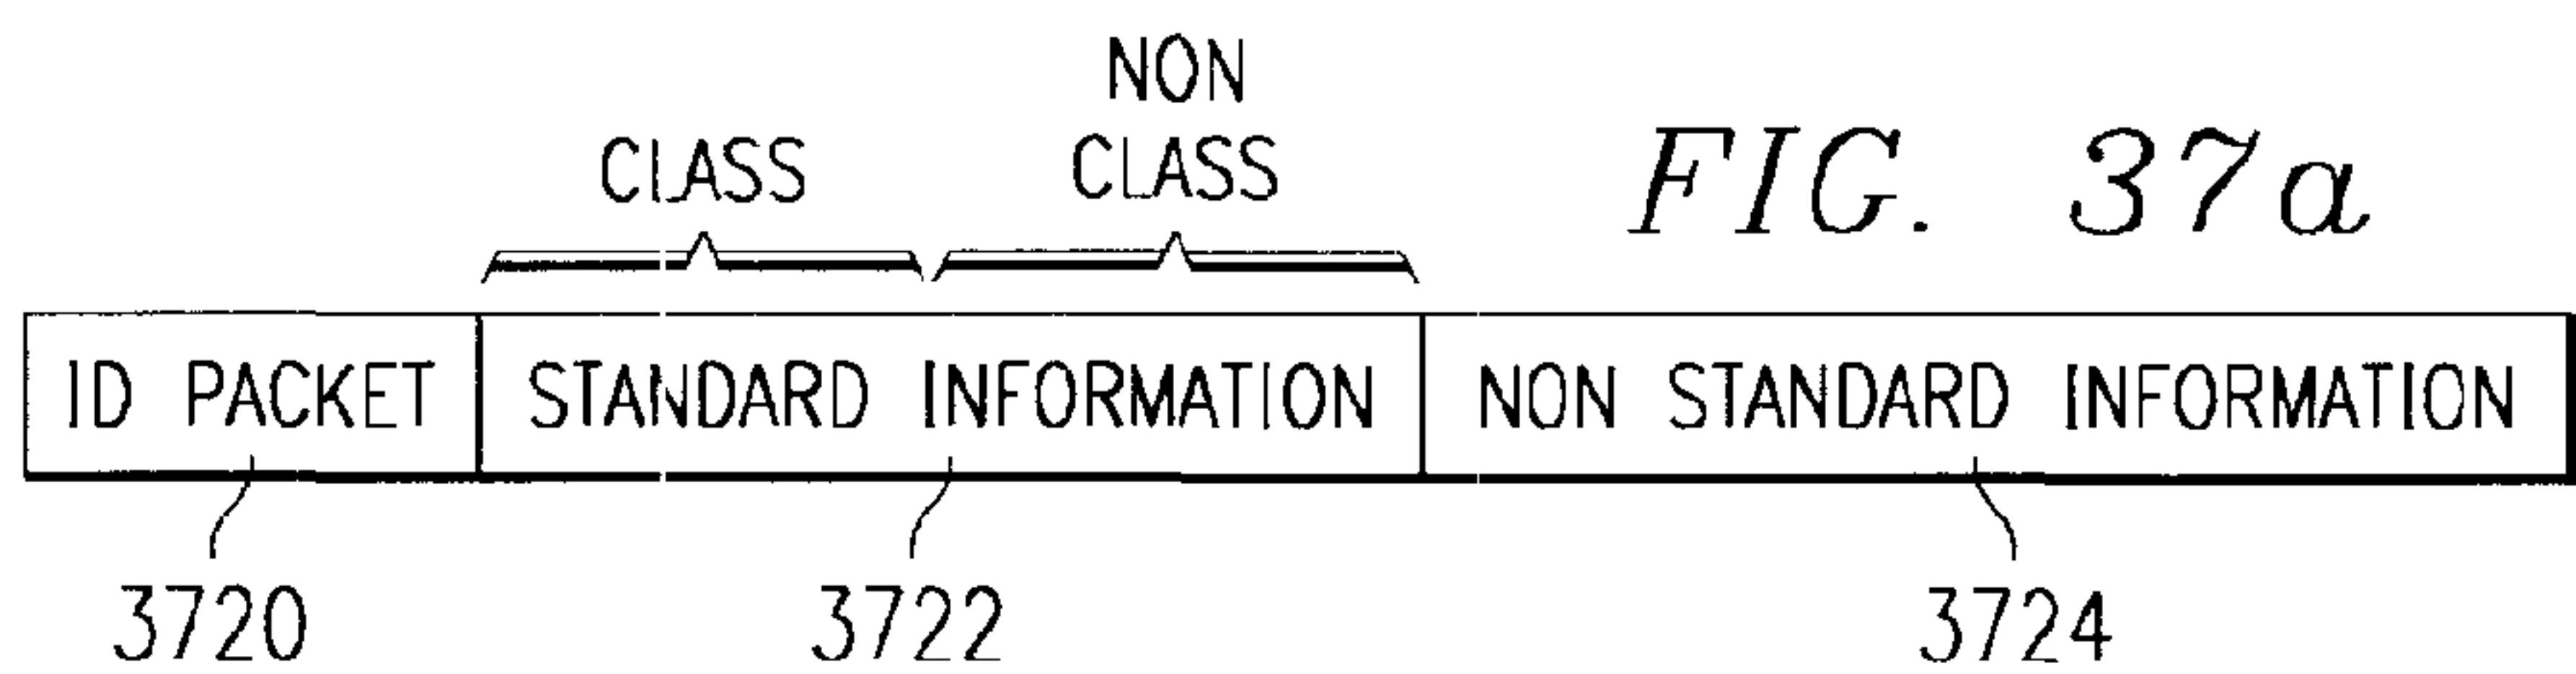 NON
CLASS CLASS
FIG. 37a
ID PACKET STANDARD INFORMATION NON STANDARD INFORMATION
3720 3722 3724